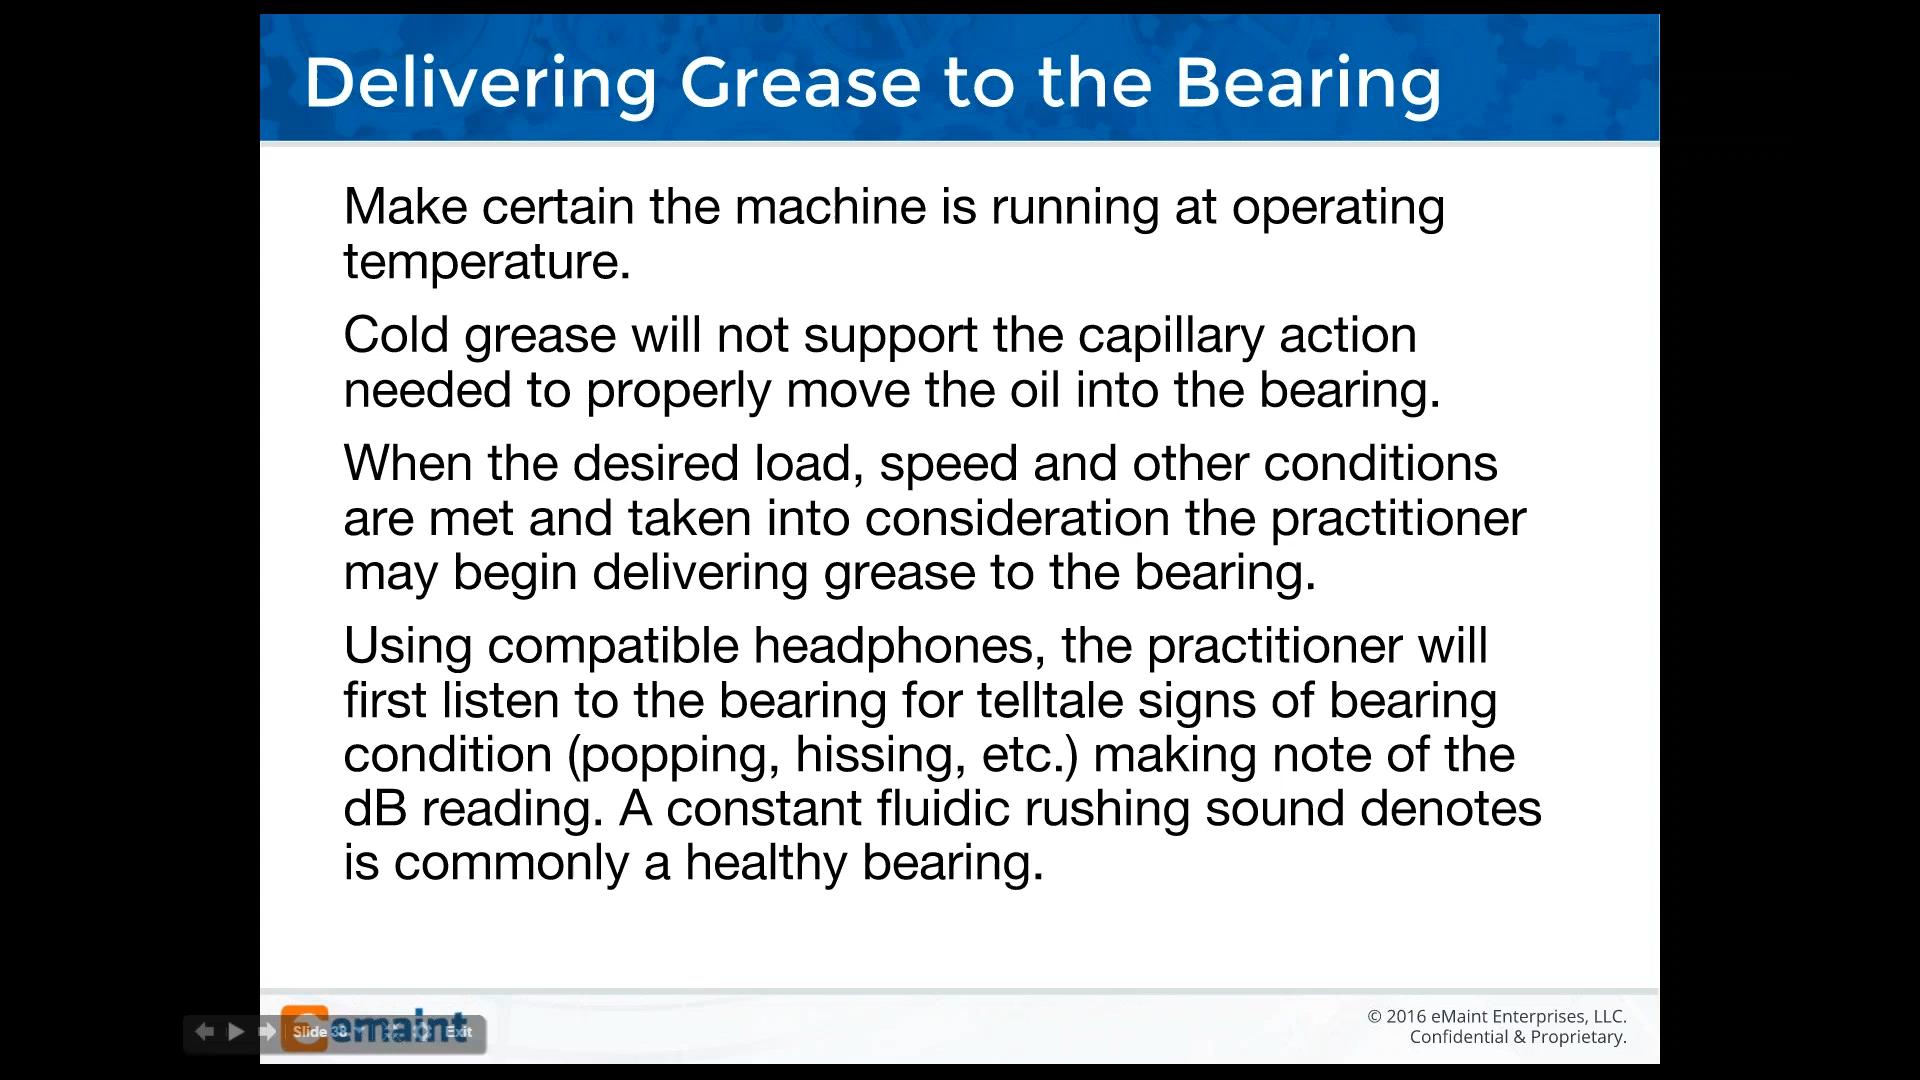 Delivering Grease to the Bearing
Make certain the machine is running at operating
temperature.
Cold grease will not support the capillary action
needed to properly move the oil into the bearing.
When the desired load, speed and other conditions
are met and taken into consideration the practitioner
may begin delivering grease to the bearing.
Using compatible headphones, the practitioner will
first listen to the bearing for telltale signs of bearing
condition (popping, hissing, etc.) making note of the
dB reading. A constant fluidic rushing sound denotes
is commonly a healthy bearing.
Slide 38
emaint
Exit
© 2016 eMaint Enterprises, LLC.
Confidential & Proprietary.